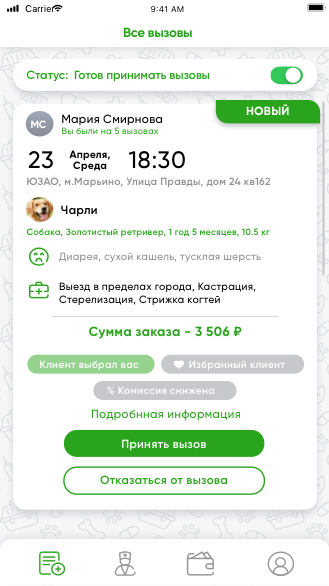 Carrier
9:41 AM
Все вызовы
Статус: Готов принимать вызовы
НОВЫЙ
МС
Мария Смирнова
Вы были на 5 вызовах
23 Апреля, Среда 18:30
ЮЗАО, м.Марьино, Улица Правды, дом 24 кв162
Чарли
Собака, Золотистый ретривер, 1 год 5 месяцев, 10.5 кг
Диарея, сухой кашель, тусклая шерсть
Выезд в пределах города, Кастрация,
Стерелизация, Стрижка когтей
Сумма заказа - 3 506 ₽
Клиент выбрал вас
Избранный клиент
% Комиссия снижена
Подробнная информация
Принять вызов
Отказаться от вызова